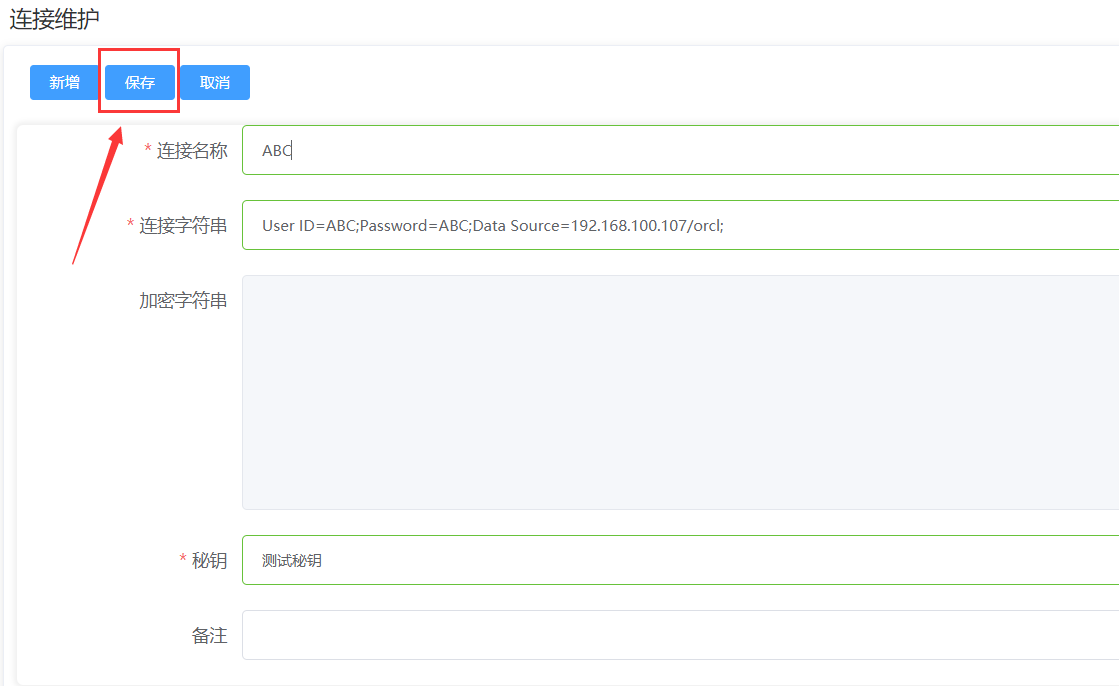 连接维护
新增 保存 取消
* 连接名称 ABC
* 连接字符串 User ID=ABC;Password=ABC;Data Source=192.168.100.107/orcl;
加密字符串
* 秘钥 测试秘钥
备注